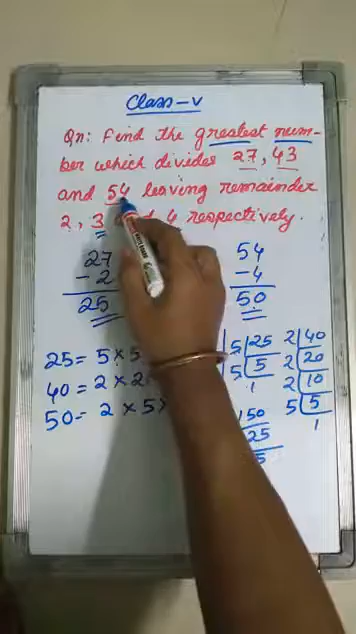 Class-V
Qn: Find the greatest num-
ber which divides 27, 43
and 54 leaving remainder
2, 3 4 respectively.
27
- 2
25
54
-4
50
25= 5 × 5
40= 2 × 2
50= 2 × 5 ×
5 25
5 5
1
50
25
5
2 40
2 20
2 10
5 5
1